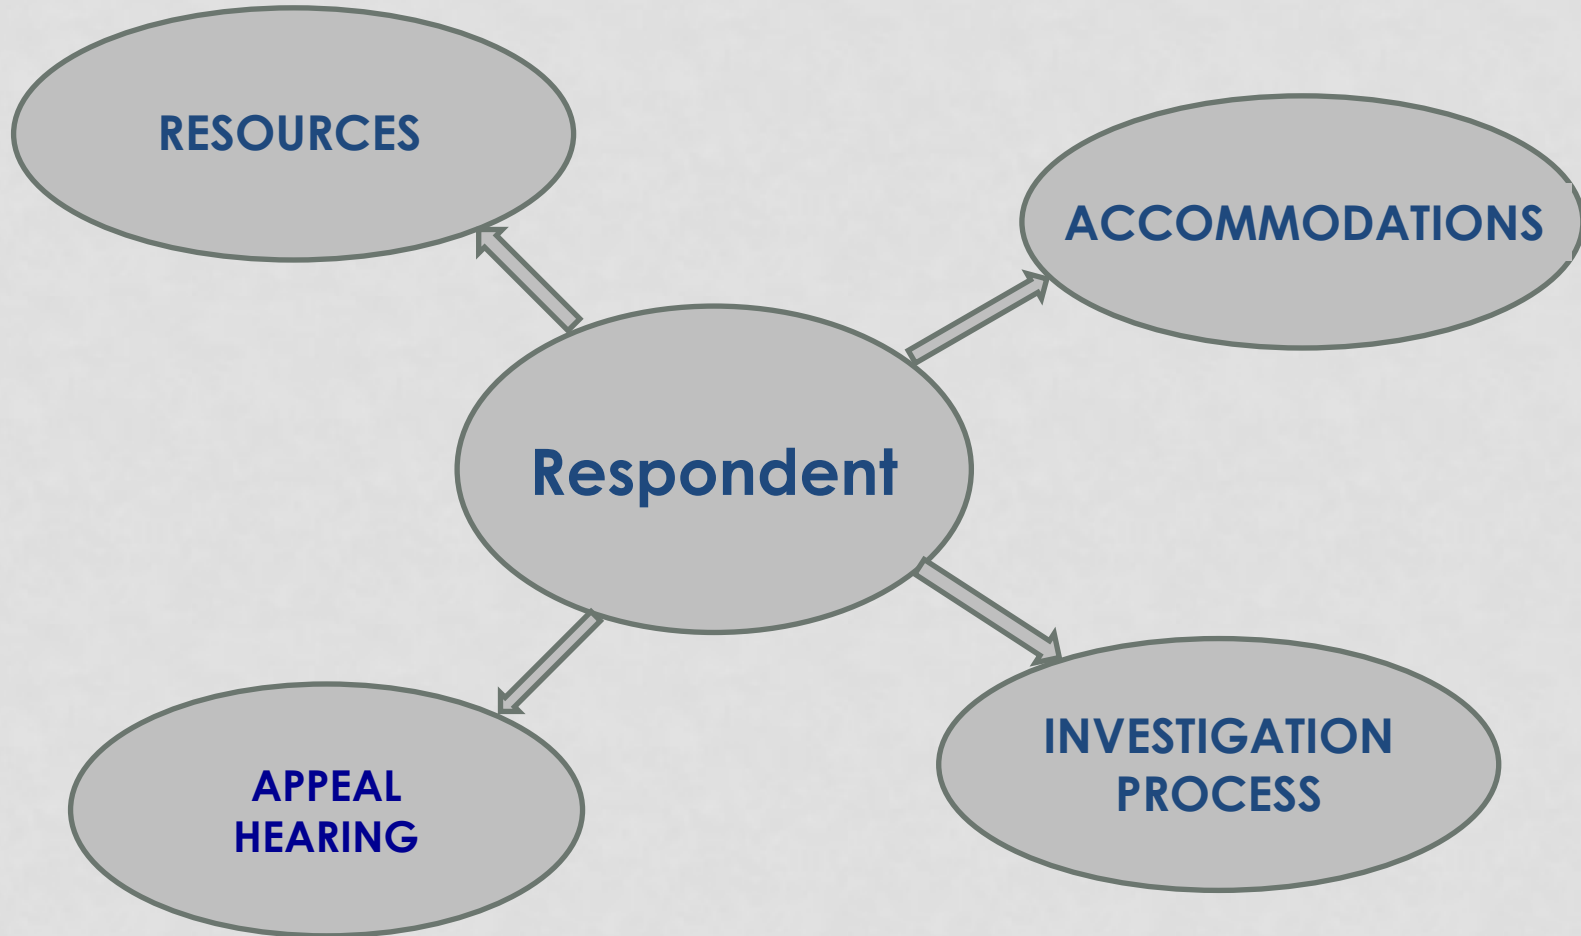 RESOURCES
ACCOMMODATIONS
Respondent
INVESTIGATION
PROCESS
APPEAL
HEARING